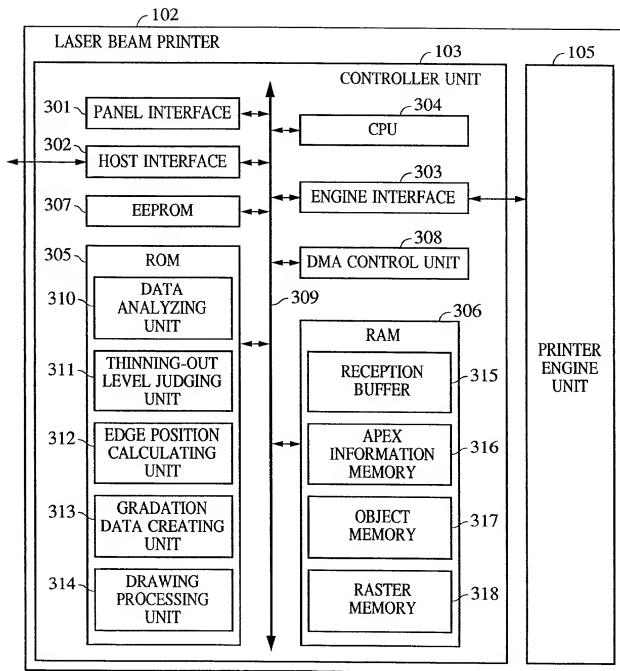 102
LASER BEAM PRINTER
103
105
CONTROLLER UNIT
301
PANEL INTERFACE
304
CPU
302
HOST INTERFACE
303
ENGINE INTERFACE
307
EEPROM
308
DMA CONTROL UNIT
305
ROM
309
306
RAM
310
DATA
ANALYZING
UNIT
311
THINNING-OUT
LEVEL JUDGING
UNIT
312
EDGE POSITION
CALCULATING
UNIT
313
GRADATION
DATA CREATING
UNIT
314
DRAWING
PROCESSING
UNIT
RECEPTION
BUFFER
315
APEX
INFORMATION
MEMORY
316
OBJECT
MEMORY
317
RASTER
MEMORY
318
PRINTER
ENGINE
UNIT